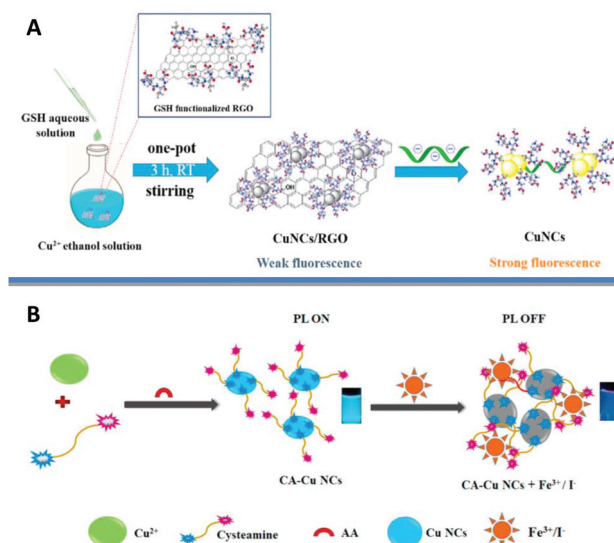 A
GSH functionalized RGO
GSH aqueous
solution
Cu²⁺ ethanol solution
one-pot
3 h, RT
stirring
CuNCs/RGO
Weak fluorescence
CuNCs
Strong fluorescence
B
PL ON
PL OFF
CA-Cu NCs
CA-Cu NCs + Fe³⁺/ I⁻
Cu²⁺
Cysteamine
AA
Cu NCs
Fe³⁺/I⁻